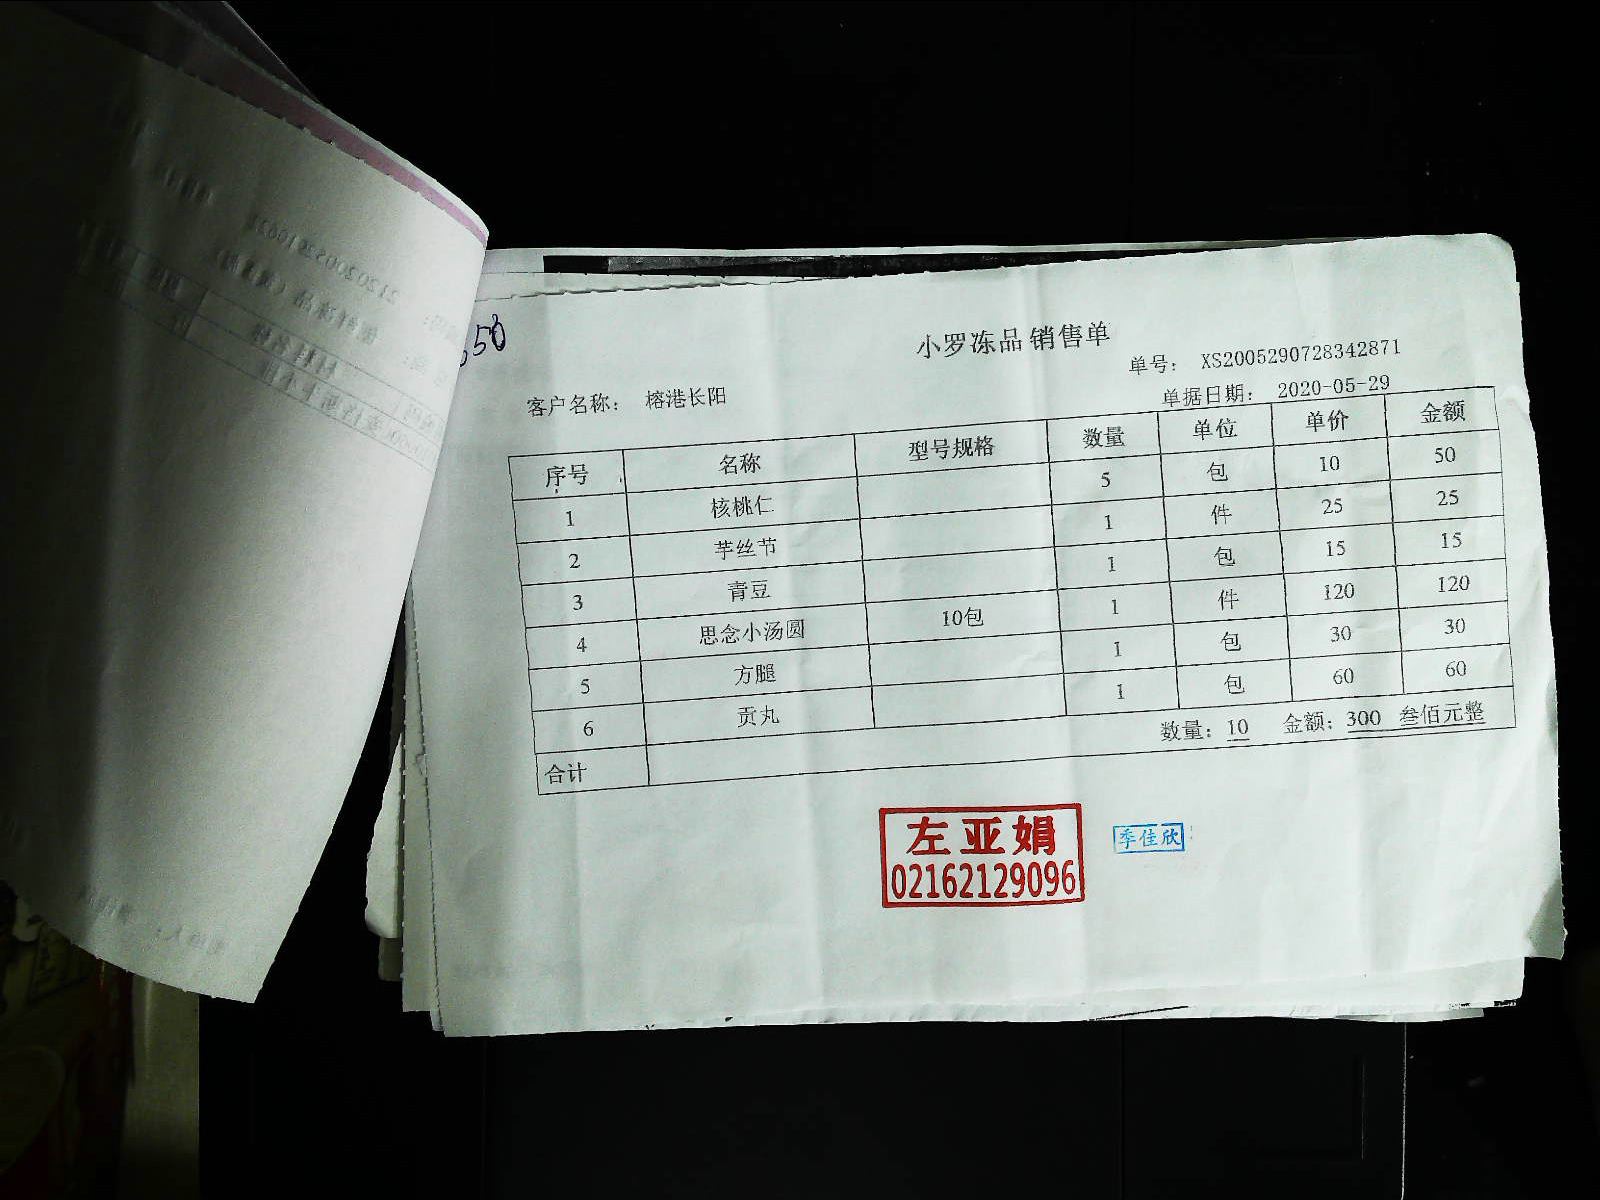 小罗冻品 销售单
单号： XS2005290728342871
客户名称： 榕港长阳
单据日期： 2020-05-29
序号 名称 型号规格 数量 单位 单价 金额
1 核桃仁 5 包 10 50
2 芋丝节 1 件 25 25
3 青豆 1 包 15 15
4 思念小汤圆 10包 1 件 120 120
5 方腿 1 包 30 30
6 贡丸 1 包 60 60
合计 数量：10 金额：300 叁佰元整
左亚娟
02162129096
季佳欣